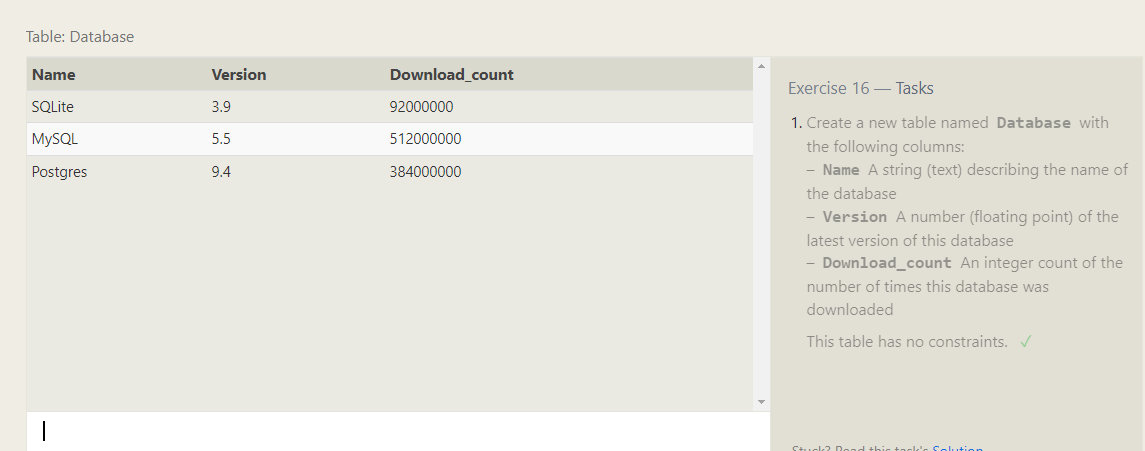 Table: Database
Name Version Download_count
SQLite 3.9 92000000
MySQL 5.5 512000000
Postgres 9.4 384000000
Exercise 16 — Tasks
1. Create a new table named Database with
the following columns:
– Name A string (text) describing the name of
the database
– Version A number (floating point) of the
latest version of this database
– Download_count An integer count of the
number of times this database was
downloaded
This table has no constraints. ✓
Stuck? Read this task's Solution